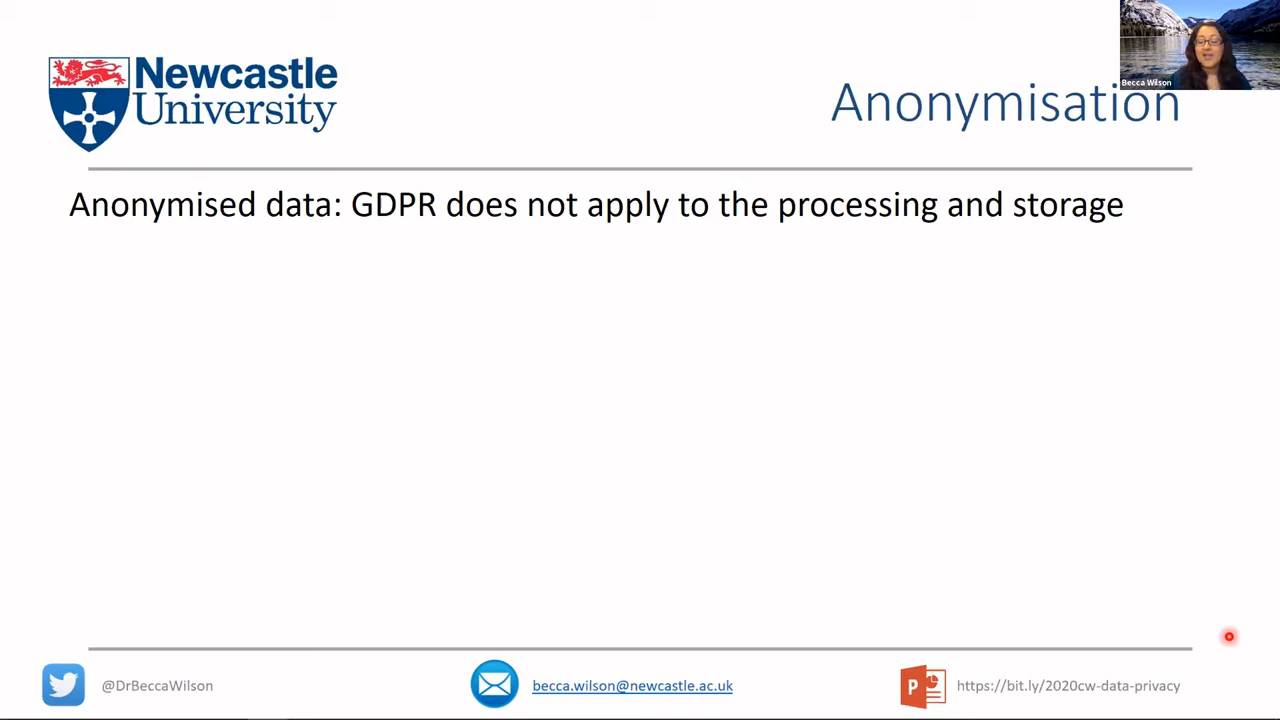 Newcastle
University
Becca Wilson
Anonymisation
Anonymised data: GDPR does not apply to the processing and storage
@DrBeccaWilson
becca.wilson@newcastle.ac.uk
P
https://bit.ly/2020cw-data-privacy